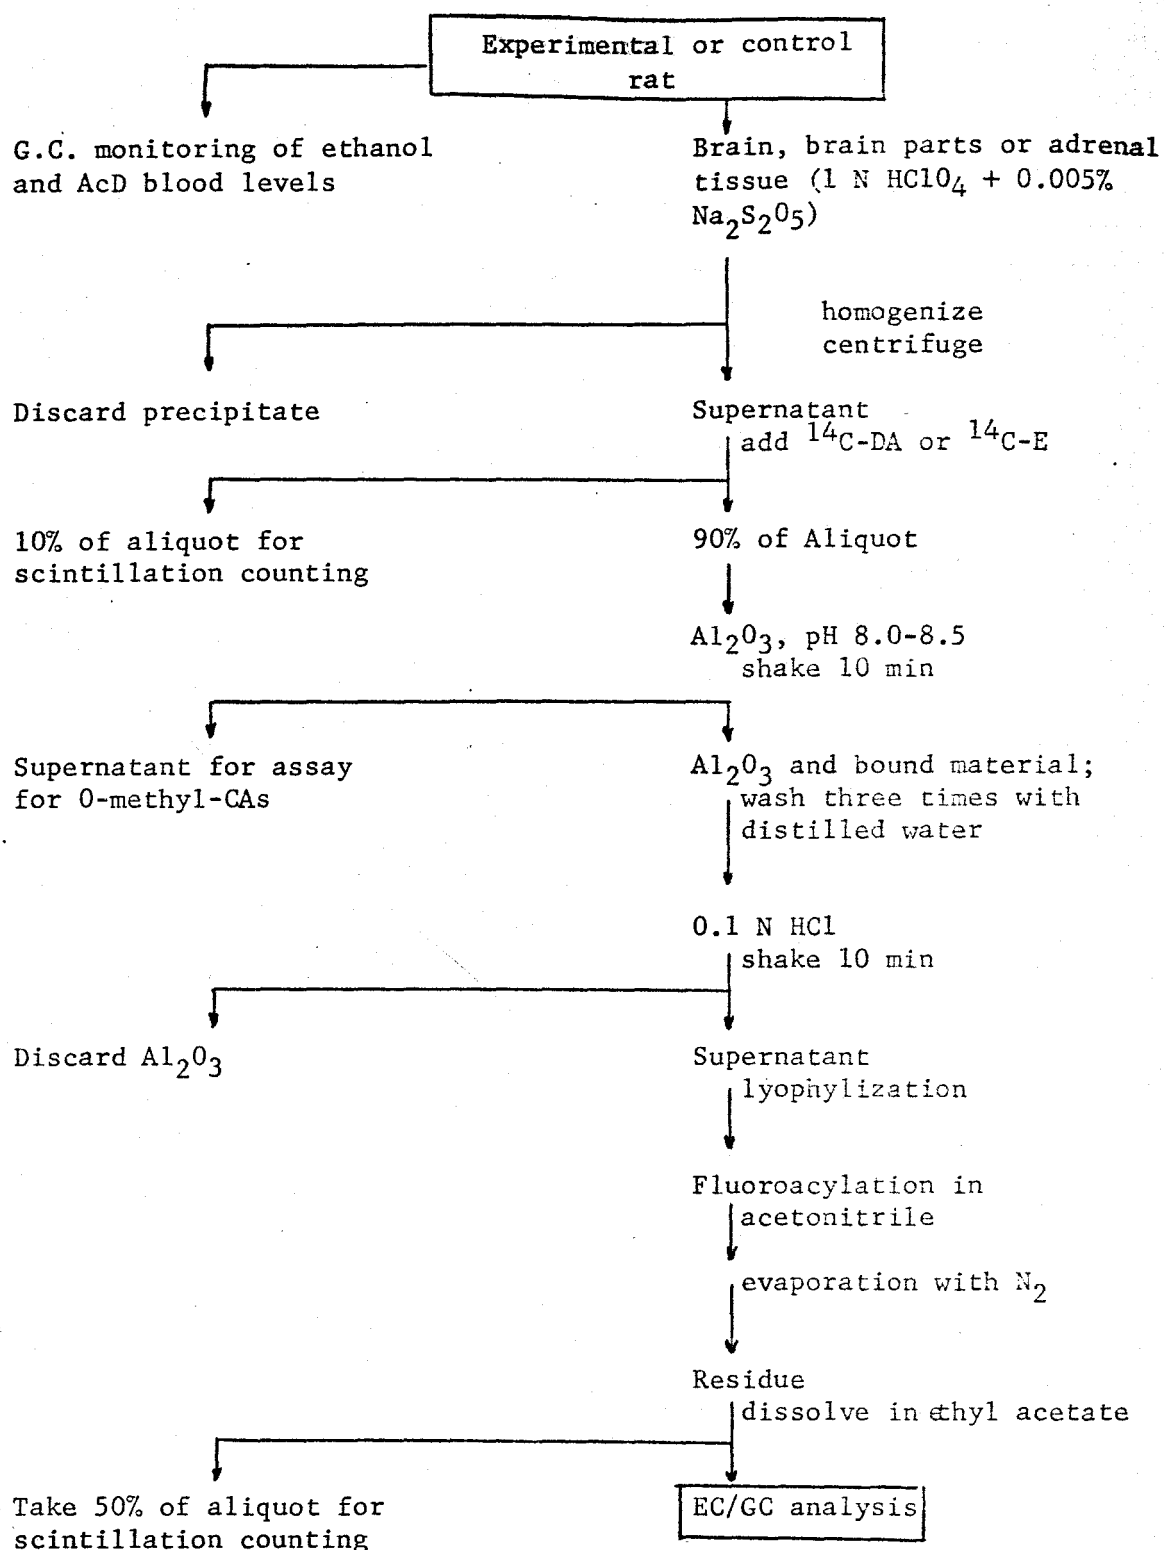 Experimental or control
rat
G.C. monitoring of ethanol
and AcD blood levels
Brain, brain parts or adrenal
tissue (1 N HClO4 + 0.005%
Na2S2O5)
homogenize
centrifuge
Discard precipitate
Supernatant
add 14C-DA or 14C-E
10% of aliquot for
scintillation counting
90% of Aliquot
Al2O3, pH 8.0-8.5
shake 10 min
Supernatant for assay
for O-methyl-CAs
Al2O3 and bound material;
wash three times with
distilled water
0.1 N HCl
shake 10 min
Discard Al2O3
Supernatant
lyophylization
Fluoroacylation in
acetonitrile
evaporation with N2
Residue
dissolve in ethyl acetate
Take 50% of aliquot for
scintillation counting
EC/GC analysis